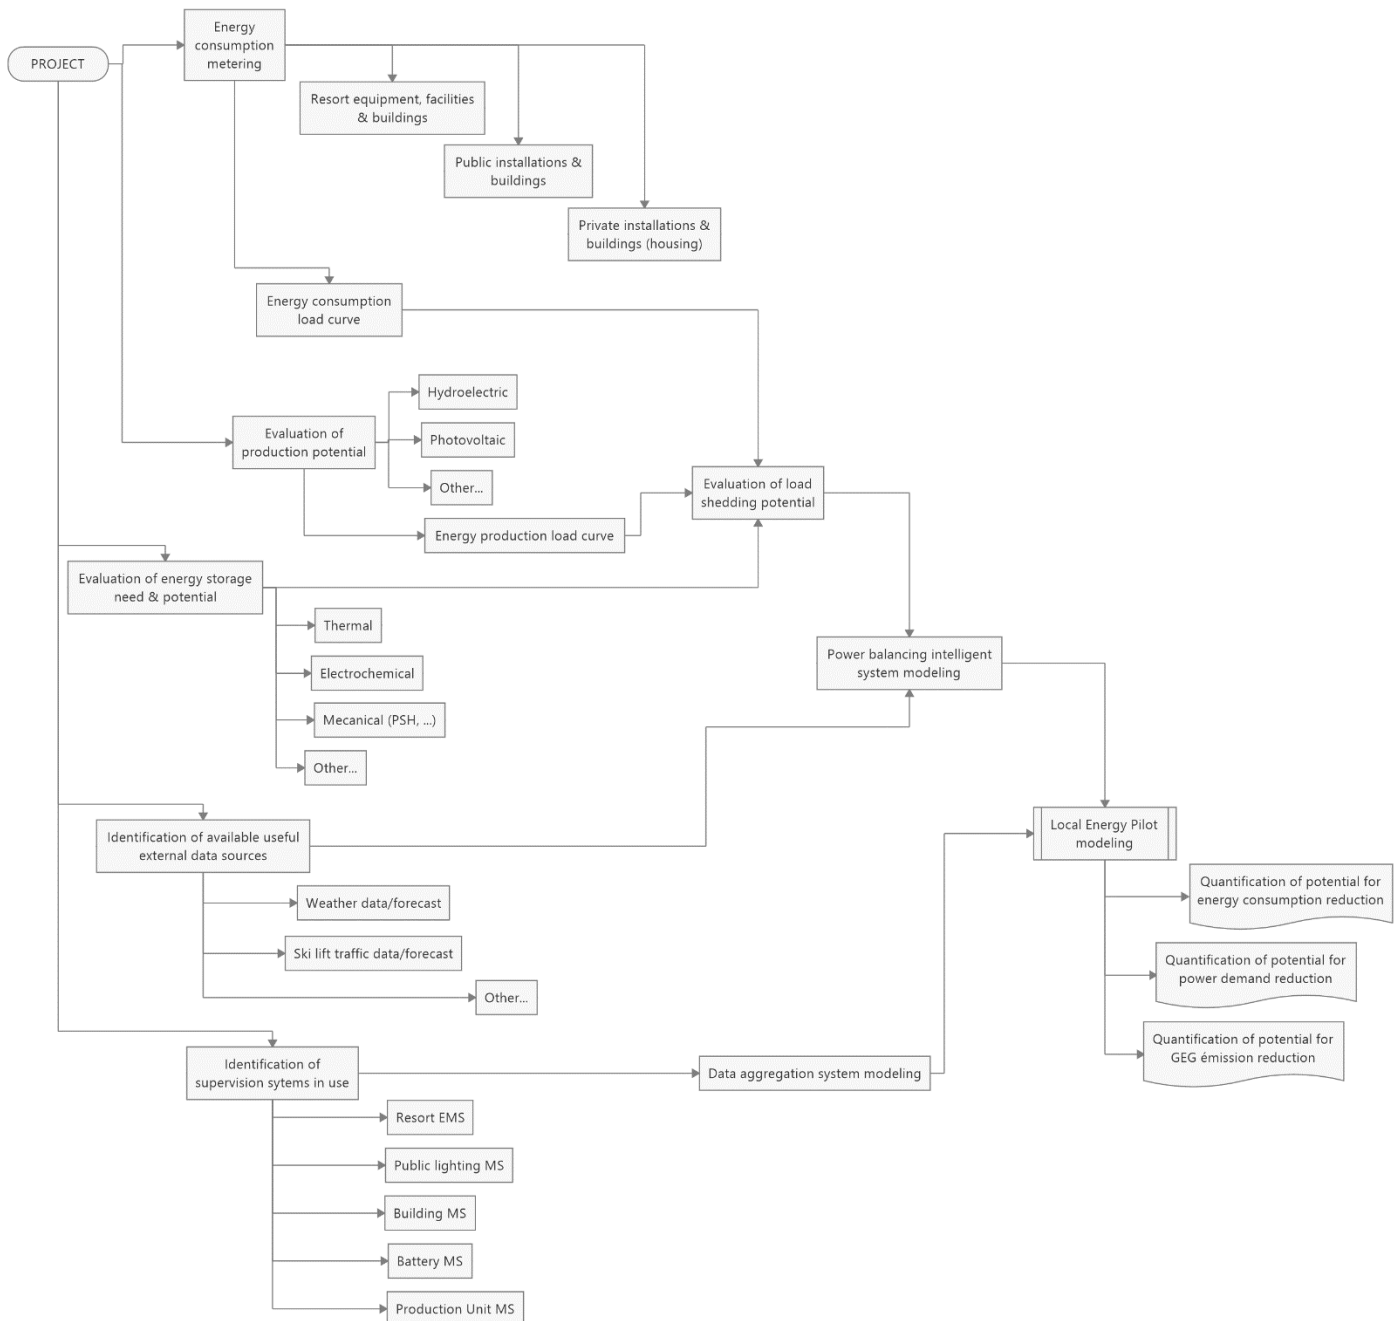 PROJECT
Energy
consumption
metering
Resort equipment, facilities
& buildings
Public installations &
buildings
Private installations &
buildings (housing)
Energy consumption
load curve
Hydroelectric
Evaluation of
production potential
Photovoltaic
Other...
Energy production load curve
Evaluation of load
shedding potential
Evaluation of energy storage
need & potential
Thermal
Electrochemical
Mecanical (PSH, ...)
Other...
Power balancing intelligent
system modeling
Identification of available useful
external data sources
Weather data/forecast
Ski lift traffic data/forecast
Other...
Local Energy Pilot
modeling
Quantification of potential for
energy consumption reduction
Quantification of potential for
power demand reduction
Quantification of potential for
GEG émission reduction
Identification of
supervision sytems in use
Data aggregation system modeling
Resort EMS
Public lighting MS
Building MS
Battery MS
Production Unit MS